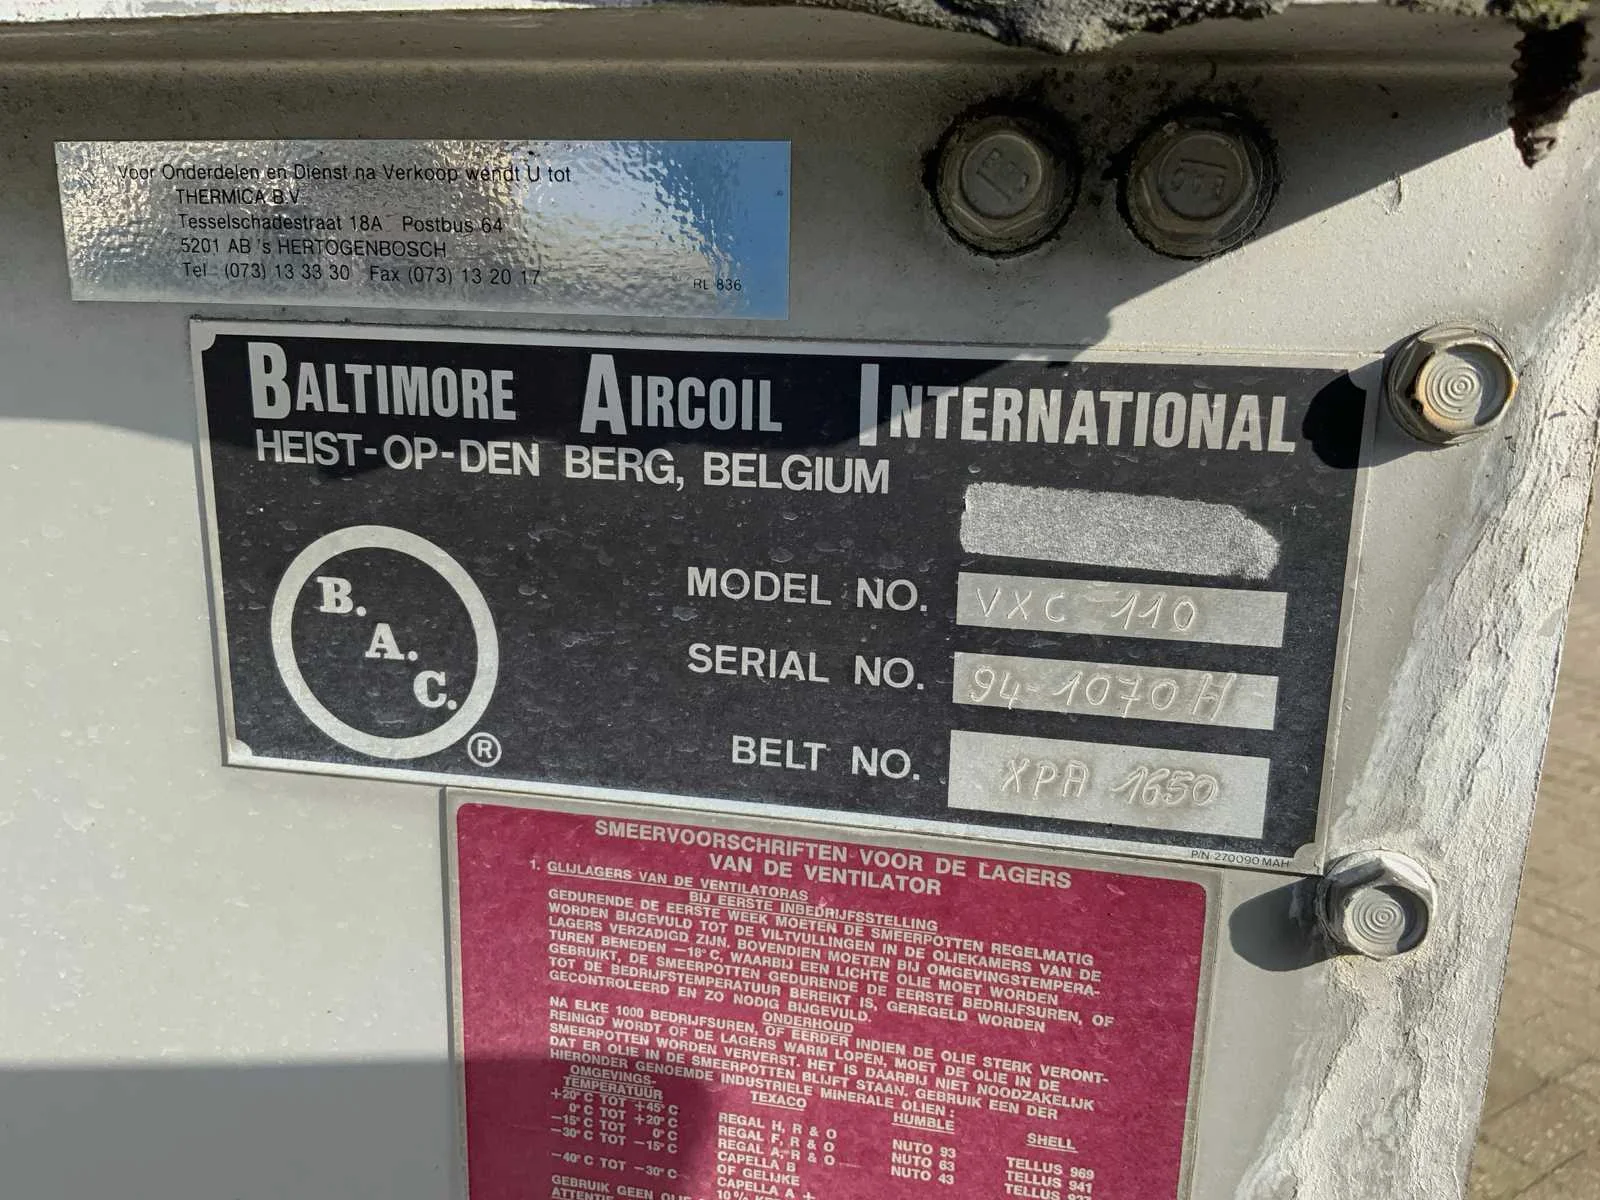 Voor Onderdelen en Dienst na Verkoop wendt U tot
THERMICA B.V
Tesselschadestraat 18A Postbus 64
5201 AB 's HERTOGENBOSCH
Tel. (073) 13 33 30 Fax (073) 13 20 17
RL 836
BALTIMORE AIRCOIL INTERNATIONAL
HEIST-OP-DEN BERG, BELGIUM
B.
A.
C.
®
MODEL NO. VXC 110
SERIAL NO. 94-1070H
BELT NO. XPA 1650
P/N 270090 MAH
SMEERVOORSCHRIFTEN VOOR DE LAGERS
VAN DE VENTILATOR
1. GLIJLAGERS VAN DE VENTILATORAS
BIJ EERSTE INBEDRIJFSSTELLING
GEDURENDE DE EERSTE WEEK MOETEN DE SMEERPOTTEN REGELMATIG
WORDEN BIJGEVULD TOT DE VILTVULLINGEN IN DE OLIEKAMERS VAN DE
LAGERS VERZADIGD ZIJN. BOVENDIEN MOETEN BIJ OMGEVINGSTEMPERA-
TUREN BENEDEN —18° C, WAARBIJ EEN LICHTE OLIE MOET WORDEN
GEBRUIKT, DE SMEERPOTTEN GEDURENDE DE EERSTE BEDRIJFSUREN, OF
TOT DE BEDRIJFSTEMPERATUUR BEREIKT IS, GEREGELD WORDEN
GECONTROLEERD EN ZO NODIG BIJGEVULD.
ONDERHOUD
NA ELKE 1000 BEDRIJFSUREN, OF EERDER INDIEN DE OLIE STERK VERONT-
REINIGD WORDT OF DE LAGERS WARM LOPEN, MOET DE OLIE IN DE
SMEERPOTTEN WORDEN VERVERST. HET IS DAARBIJ NIET NOODZAKELIJK
DAT ER OLIE IN DE SMEERPOTTEN BLIJFT STAAN. GEBRUIK EEN DER
HIERONDER GENOEMDE INDUSTRIELE MINERALE OLIEN :
OMGEVINGS-
TEMPERATUUR TEXACO HUMBLE SHELL
+20° C TOT +45° C REGAL H, R & O NUTO 93 TELLUS 969
0° C TOT +20° C REGAL F, R & O NUTO 63 TELLUS 941
—15° C TOT 0° C REGAL A, R & O NUTO 43 TELLUS
—30° C TOT —15° C CAPELLA B
OF GELIJKE
—40° C TOT —30° C CAPELLA A +
10 %
GEBRUIK GEEN
ATTENTIE